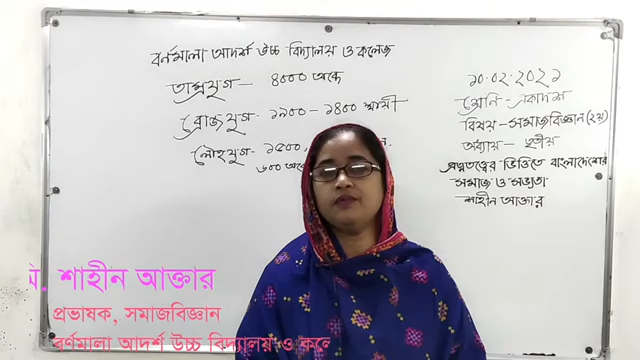 বর্নমালা আদর্শ উচ্চ বিদ্যালয় ও কলেজ
তাম্রযুগ — ৪০০০ অব্দে
ব্রোঞ্জযুগ - ১৯০০ – ১৪০০ স্থায়ী
লৌহযুগ - ১৫০০,
৬০০ অব্দে
১০.০২.২০২১
শ্রেনি - একাদশ
বিষয় - সমাজবিজ্ঞান (২য়)
অধ্যায় - তৃতীয়
প্রত্নতত্ত্বের ভিত্তিতে বাংলাদেশের
সমাজ ও সভ্যতা
শাহীন আক্তার
শাহীন আক্তার
প্রভাষক, সমাজবিজ্ঞান
বর্ণমালা আদর্শ উচ্চ বিদ্যালয় ও কলে